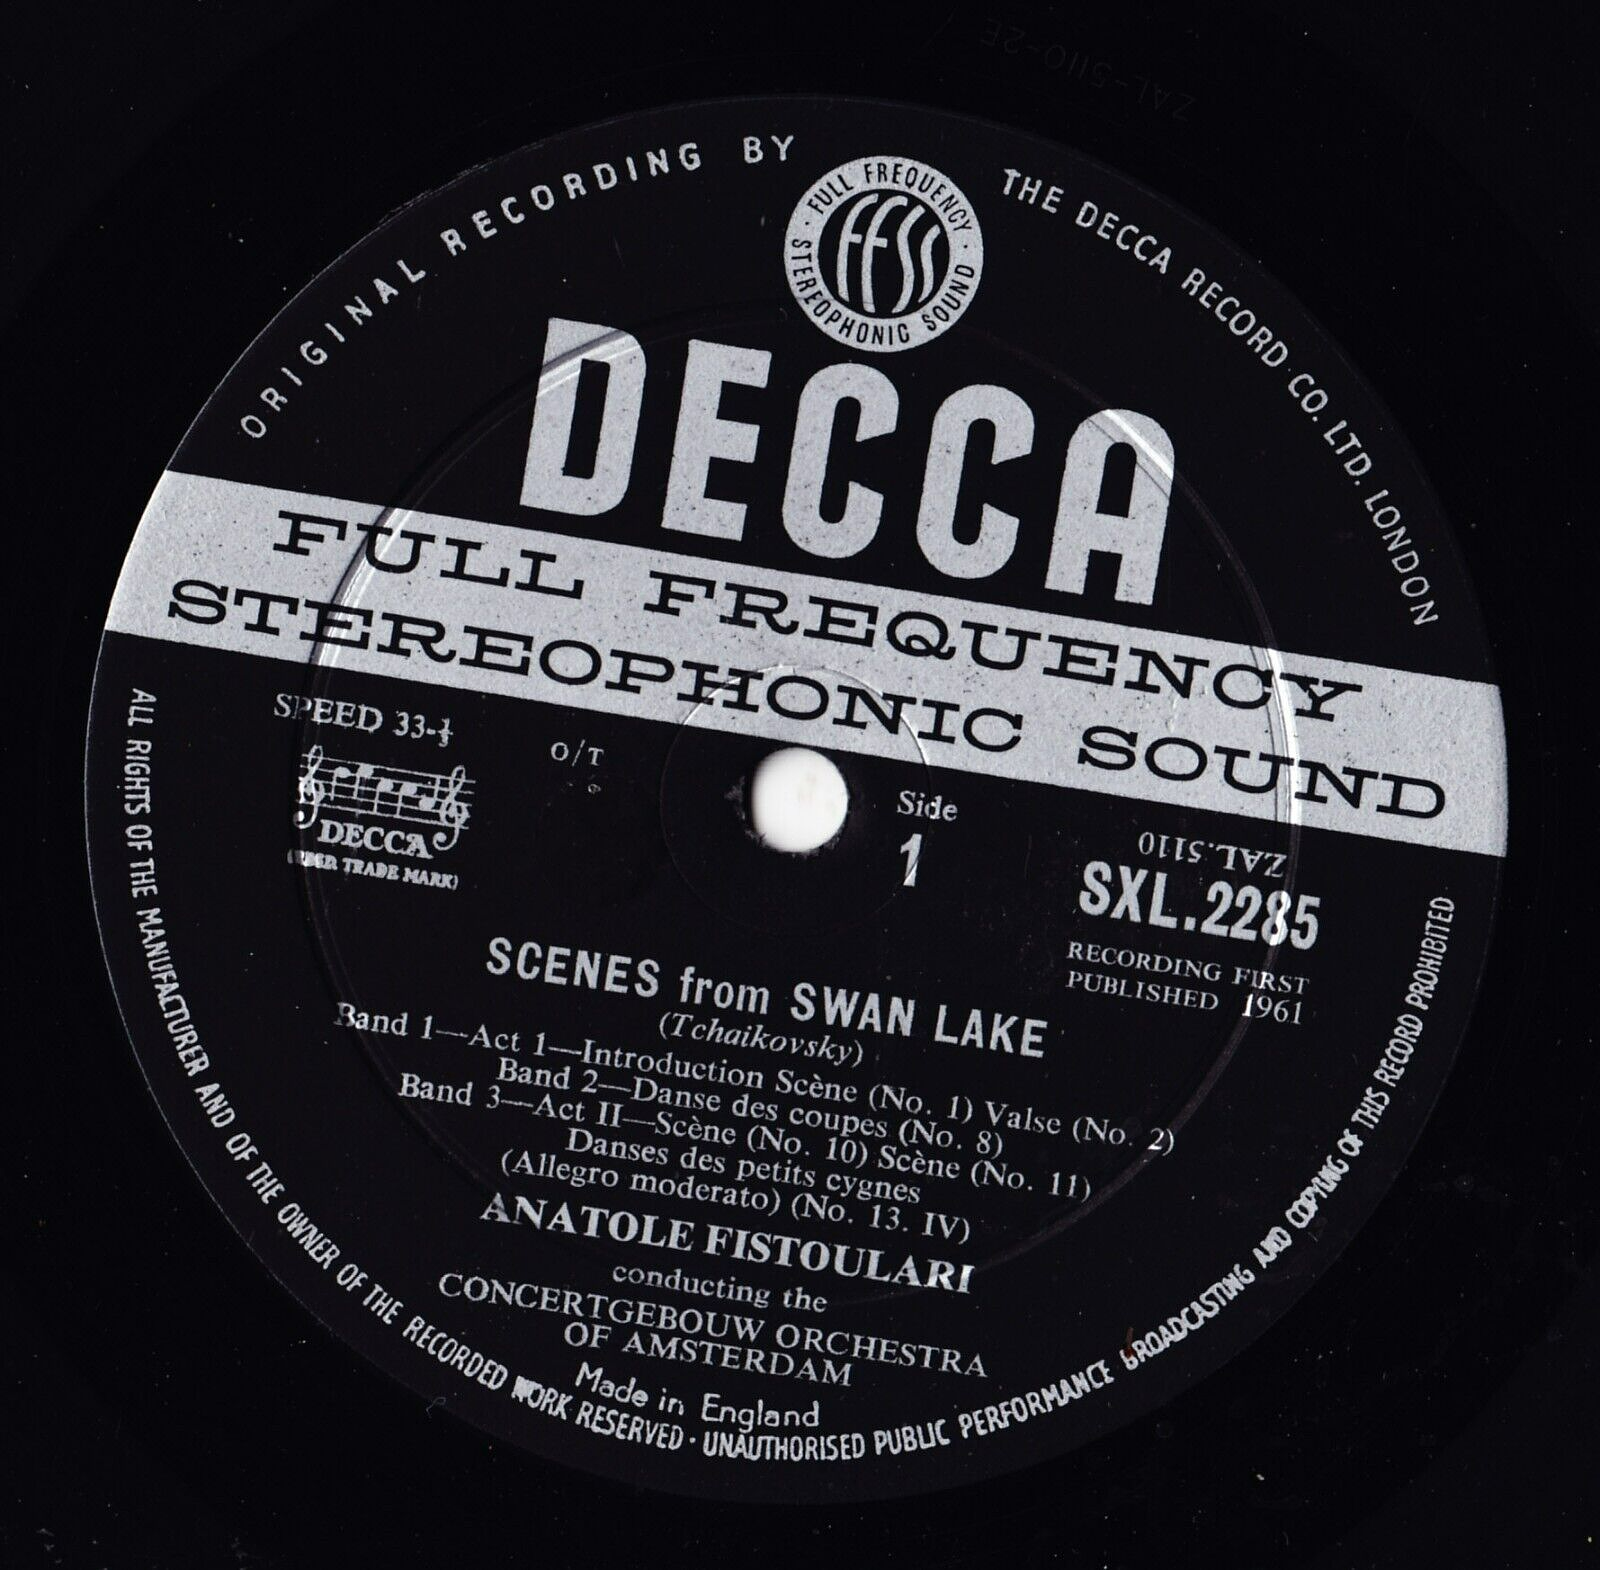 ZAL-5110-2E
ORIGINAL RECORDING BY
THE DECCA RECORD CO. LTD. LONDON
FULL FREQUENCY
STEREOPHONIC SOUND
FFSS
DECCA
FULL FREQUENCY
STEREOPHONIC SOUND
SPEED 33-⅓
O/T
Side
1
ZAL.5110
SXL.2285
DECCA
RECORDING FIRST
PUBLISHED 1961
SCENES from SWAN LAKE
(Tchaikovsky)
Band 1—Act 1—Introduction Scène (No. 1) Valse (No. 2)
Band 2—Danse des coupes (No. 8)
Band 3—Act II—Scène (No. 10) Scène (No. 11)
Danses des petits cygnes
(Allegro moderato) (No. 13. IV)
ANATOLE FISTOULARI
conducting the
CONCERTGEBOUW ORCHESTRA
OF AMSTERDAM
Made in England
ALL RIGHTS OF THE MANUFACTURER AND OF THE OWNER OF THE RECORDED WORK RESERVED · UNAUTHORISED PUBLIC PERFORMANCE BROADCASTING AND COPYING OF THIS RECORD PROHIBITED
TRADE MARK)